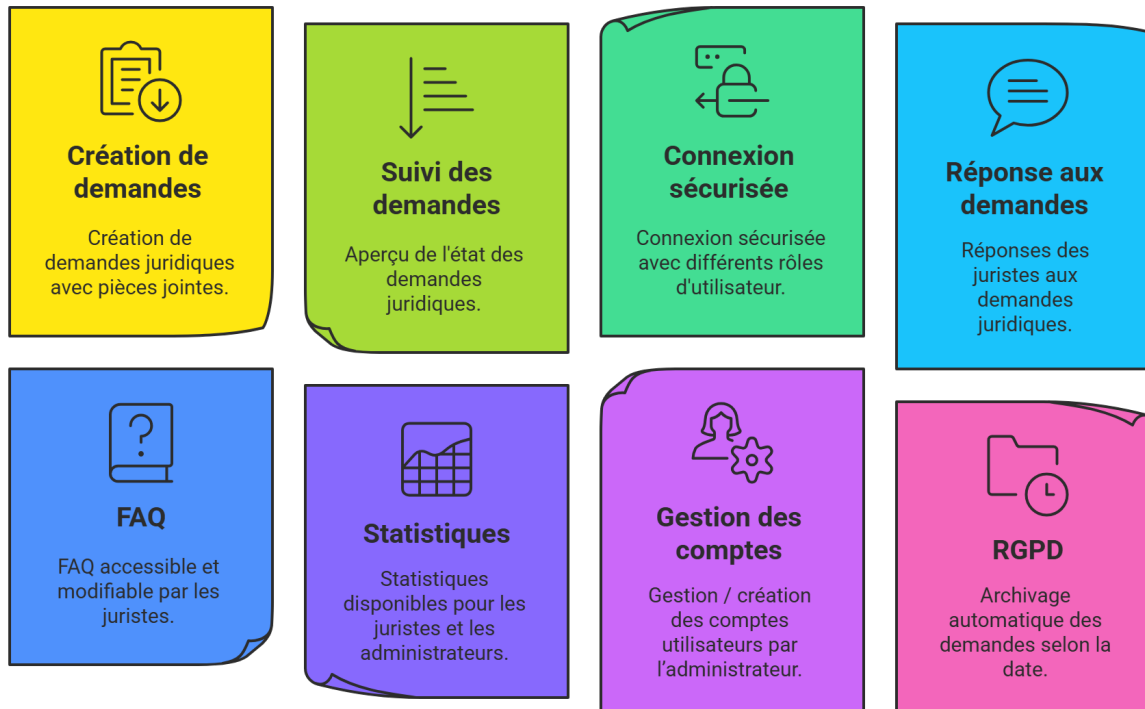 Création de
demandes
Création de
demandes juridiques
avec pièces jointes.
Suivi des
demandes
Aperçu de l'état des
demandes
juridiques.
Connexion
sécurisée
Connexion sécurisée
avec différents rôles
d'utilisateur.
Réponse aux
demandes
Réponses des
juristes aux
demandes
juridiques.
FAQ
FAQ accessible et
modifiable par les
juristes.
Statistiques
Statistiques
disponibles pour les
juristes et les
administrateurs.
Gestion des
comptes
Gestion / création
des comptes
utilisateurs par
l’administrateur.
RGPD
Archivage
automatique des
demandes selon la
date.